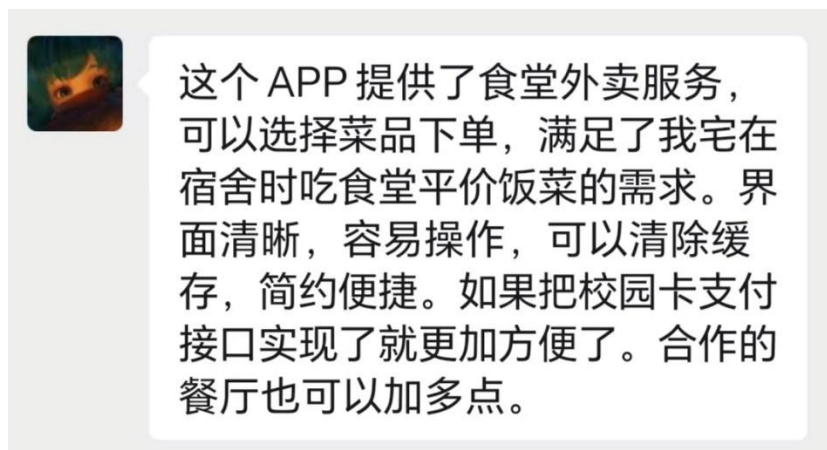 这个 APP 提供了食堂外卖服务，
可以选择菜品下单，满足了我宅在
宿舍时吃食堂平价饭菜的需求。界
面清晰，容易操作，可以清除缓
存，简约便捷。如果把校园卡支付
接口实现了就更加方便了。合作的
餐厅也可以加多点。